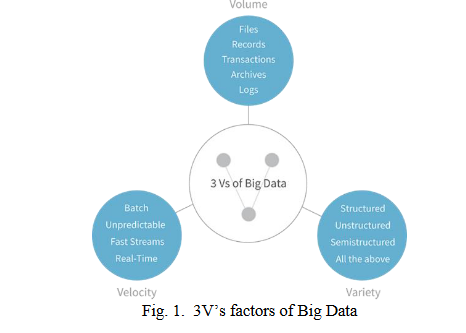 Volume
Files
Records
Transactions
Archives
Logs
3 Vs of Big Data
Batch
Unpredictable
Fast Streams
Real-Time
Velocity
Structured
Unstructured
Semistructured
All the above
Variety
Fig. 1. 3V’s factors of Big Data